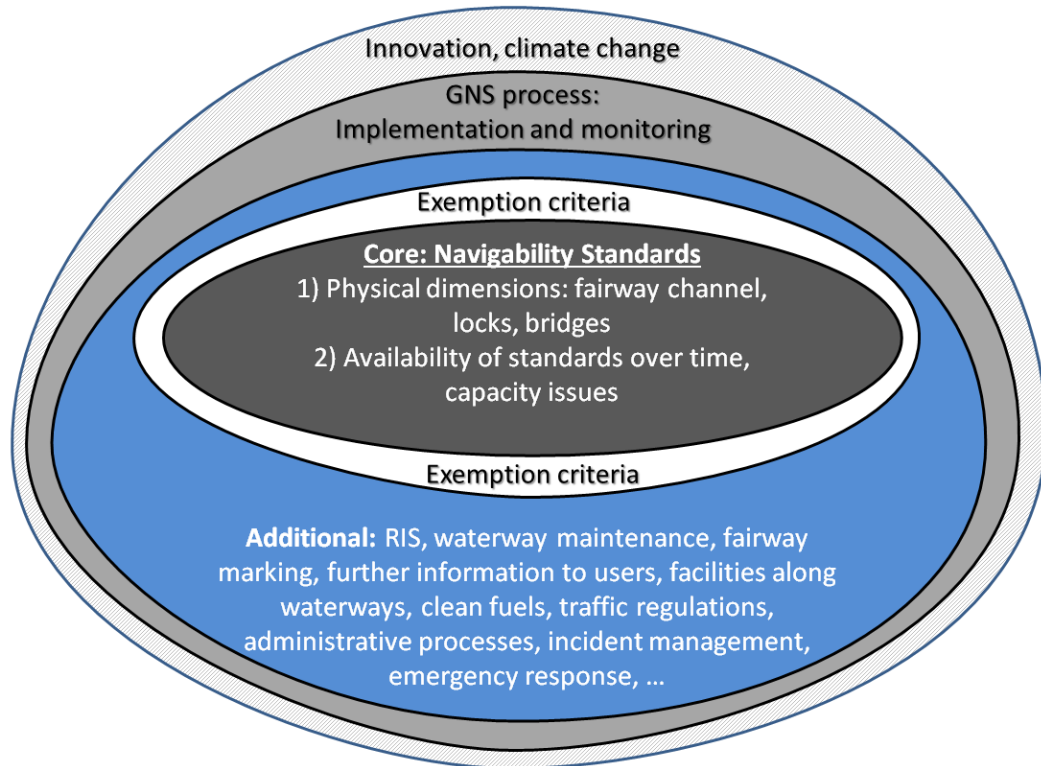 Innovation, climate change
GNS process:
Implementation and monitoring
Exemption criteria
Core: Navigability Standards
1) Physical dimensions: fairway channel,
locks, bridges
2) Availability of standards over time,
capacity issues
Exemption criteria
Additional: RIS, waterway maintenance, fairway
marking, further information to users, facilities along
waterways, clean fuels, traffic regulations,
administrative processes, incident management,
emergency response, …